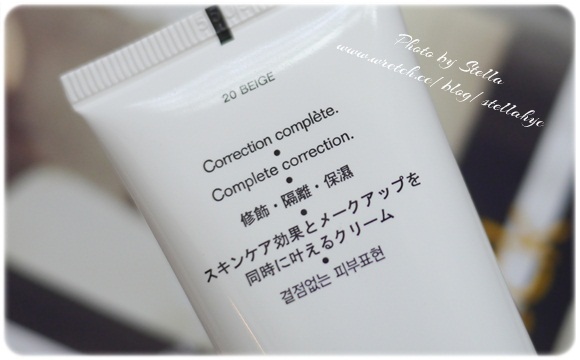 Photo by Stella
www.wretch.cc/blog/stellahyc
20 BEIGE
Correction complète.
•
Complete correction.
•
修飾・隔離・保濕
•
スキンケア効果とメークアップを
同時に叶えるクリーム
•
결점없는 피부표현